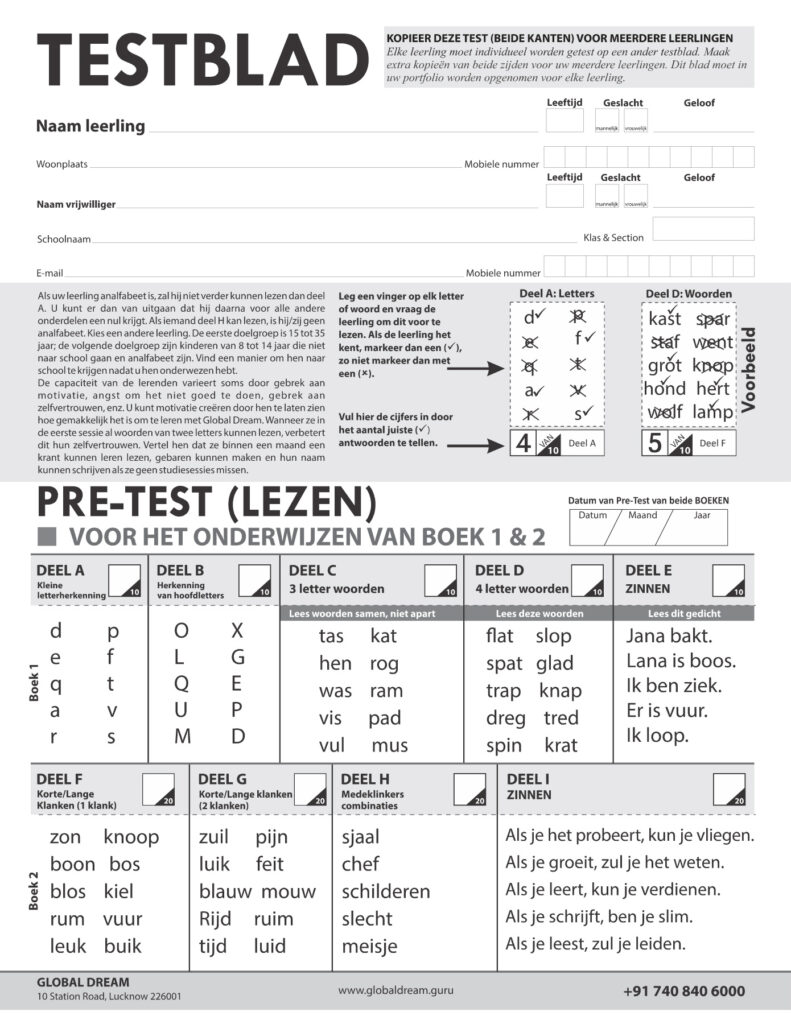 TESTBLAD
KOPIEER DEZE TEST (BEIDE KANTEN) VOOR MEERDERE LEERLINGEN
Elke leerling moet individueel worden getest op een ander testblad. Maak
extra kopieën van beide zijden voor uw meerdere leerlingen. Dit blad moet in
uw portfolio worden opgenomen voor elke leerling.
Leeftijd Geslacht Geloof
Naam leerling
mannelijk vrouwelijk
Woonplaats Mobiele nummer
Leeftijd Geslacht Geloof
Naam vrijwilliger
mannelijk vrouwelijk
Schoolnaam Klas & Section
E-mail Mobiele nummer
Als uw leerling analfabeet is, zal hij niet verder kunnen lezen dan deel
A. U kunt er dan van uitgaan dat hij daarna voor alle andere
onderdelen een nul krijgt. Als iemand deel H kan lezen, is hij/zij geen
analfabeet. Kies een andere leerling. De eerste doelgroep is 15 tot 35
jaar; de volgende doelgroep zijn kinderen van 8 tot 14 jaar die niet
naar school gaan en analfabeet zijn. Vind een manier om hen naar
school te krijgen nadat u hen onderwezen hebt.
De capaciteit van de lerenden varieert soms door gebrek aan
motivatie, angst om het niet goed te doen, gebrek aan
zelfvertrouwen, enz. U kunt motivatie creëren door hen te laten zien
hoe gemakkelijk het is om te leren met Global Dream. Wanneer ze in
de eerste sessie al woorden van twee letters kunnen lezen, verbetert
dit hun zelfvertrouwen. Vertel hen dat ze binnen een maand een
krant kunnen leren lezen, gebaren kunnen maken en hun naam
kunnen schrijven als ze geen studiesessies missen.
Leg een vinger op elk letter
of woord en vraag de
leerling om dit voor te
lezen. Als de leerling het
kent, markeer dan een (✓),
zo niet markeer dan met
een (×).
Vul hier de cijfers in door
het aantal juiste (✓)
antwoorden te tellen.
Deel A: Letters
d✓ p
e f✓
q t
a✓ v
r s✓
4 VAN 10 Deel A
Deel D: Woorden
kast spar
staf went
grot knop
hond hert
wolf lamp
5 VAN 10 Deel F
Voorbeeld
PRE-TEST (LEZEN)
VOOR HET ONDERWIJZEN VAN BOEK 1 & 2
Datum van Pre-Test van beide BOEKEN
Datum Maand Jaar
Boek 1
DEEL A
Kleine
letterherkenning 10
d p
e f
q t
a v
r s
DEEL B
Herkenning
van hoofdletters 10
O X
L G
Q E
U P
M D
DEEL C
3 letter woorden 10
Lees woorden samen, niet apart
tas kat
hen rog
was ram
vis pad
vul mus
DEEL D
4 letter woorden 10
Lees deze woorden
flat slop
spat glad
trap knap
dreg tred
spin krat
DEEL E
ZINNEN 10
Lees dit gedicht
Jana bakt.
Lana is boos.
Ik ben ziek.
Er is vuur.
Ik loop.
Boek 2
DEEL F
Korte/Lange
Klanken (1 klank) 20
zon knoop
boon bos
blos kiel
rum vuur
leuk buik
DEEL G
Korte/Lange klanken
(2 klanken) 20
zuil pijn
luik feit
blauw mouw
Rijd ruim
tijd luid
DEEL H
Medeklinkers
combinaties 20
sjaal
chef
schilderen
slecht
meisje
DEEL I
ZINNEN 20
Als je het probeert, kun je vliegen.
Als je groeit, zul je het weten.
Als je leert, kun je verdienen.
Als je schrijft, ben je slim.
Als je leest, zul je leiden.
GLOBAL DREAM
10 Station Road, Lucknow 226001
www.globaldream.guru
+91 740 840 6000